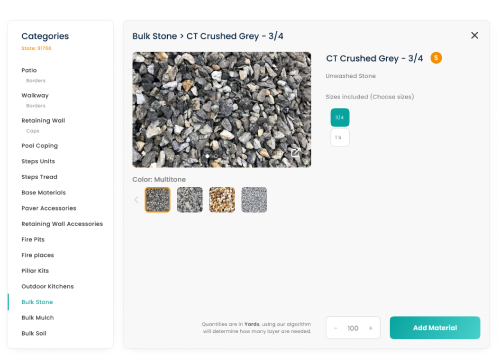 Categories
State: 91766
Patio
Borders
Walkway
Borders
Retaining Wall
Caps
Pool Coping
Steps Units
Steps Tread
Base Materials
Paver Accessories
Retaining Wall Accessories
Fire Pits
Fire places
Pillar Kits
Outdoor Kitchens
Bulk Stone
Bulk Mulch
Bulk Soil
Bulk Stone > CT Crushed Grey - 3/4
Color: Multitone
CT Crushed Grey - 3/4
$
Unwashed Stone
Sizes included (Choose sizes)
3/4
Quantities are in Yards, using our algorithm
will determine how many layer are needed.
- 100 +
Add Material